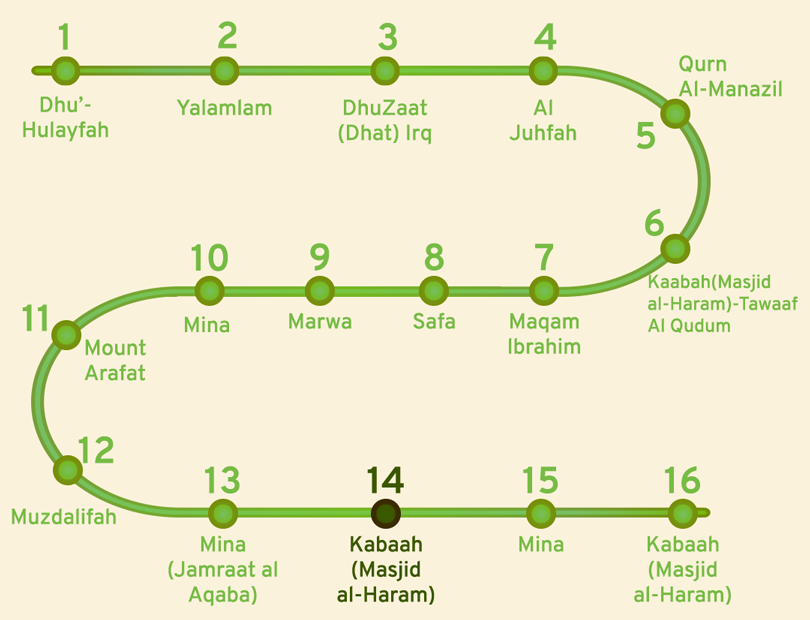 1
Dhu'-
Hulayfah
2
Yalamlam
3
DhuZaat
(Dhat) Irq
4
Al
Juhfah
Qurn
Al-Manazil
5
6
Kaabah(Masjid
al-Haram)-Tawaaf
Al Qudum
7
Maqam
Ibrahim
8
Safa
9
Marwa
10
Mina
11
Mount
Arafat
12
Muzdalifah
13
Mina
(Jamraat al
Aqaba)
14
Kabaah
(Masjid
al-Haram)
15
Mina
16
Kabaah
(Masjid
al-Haram)